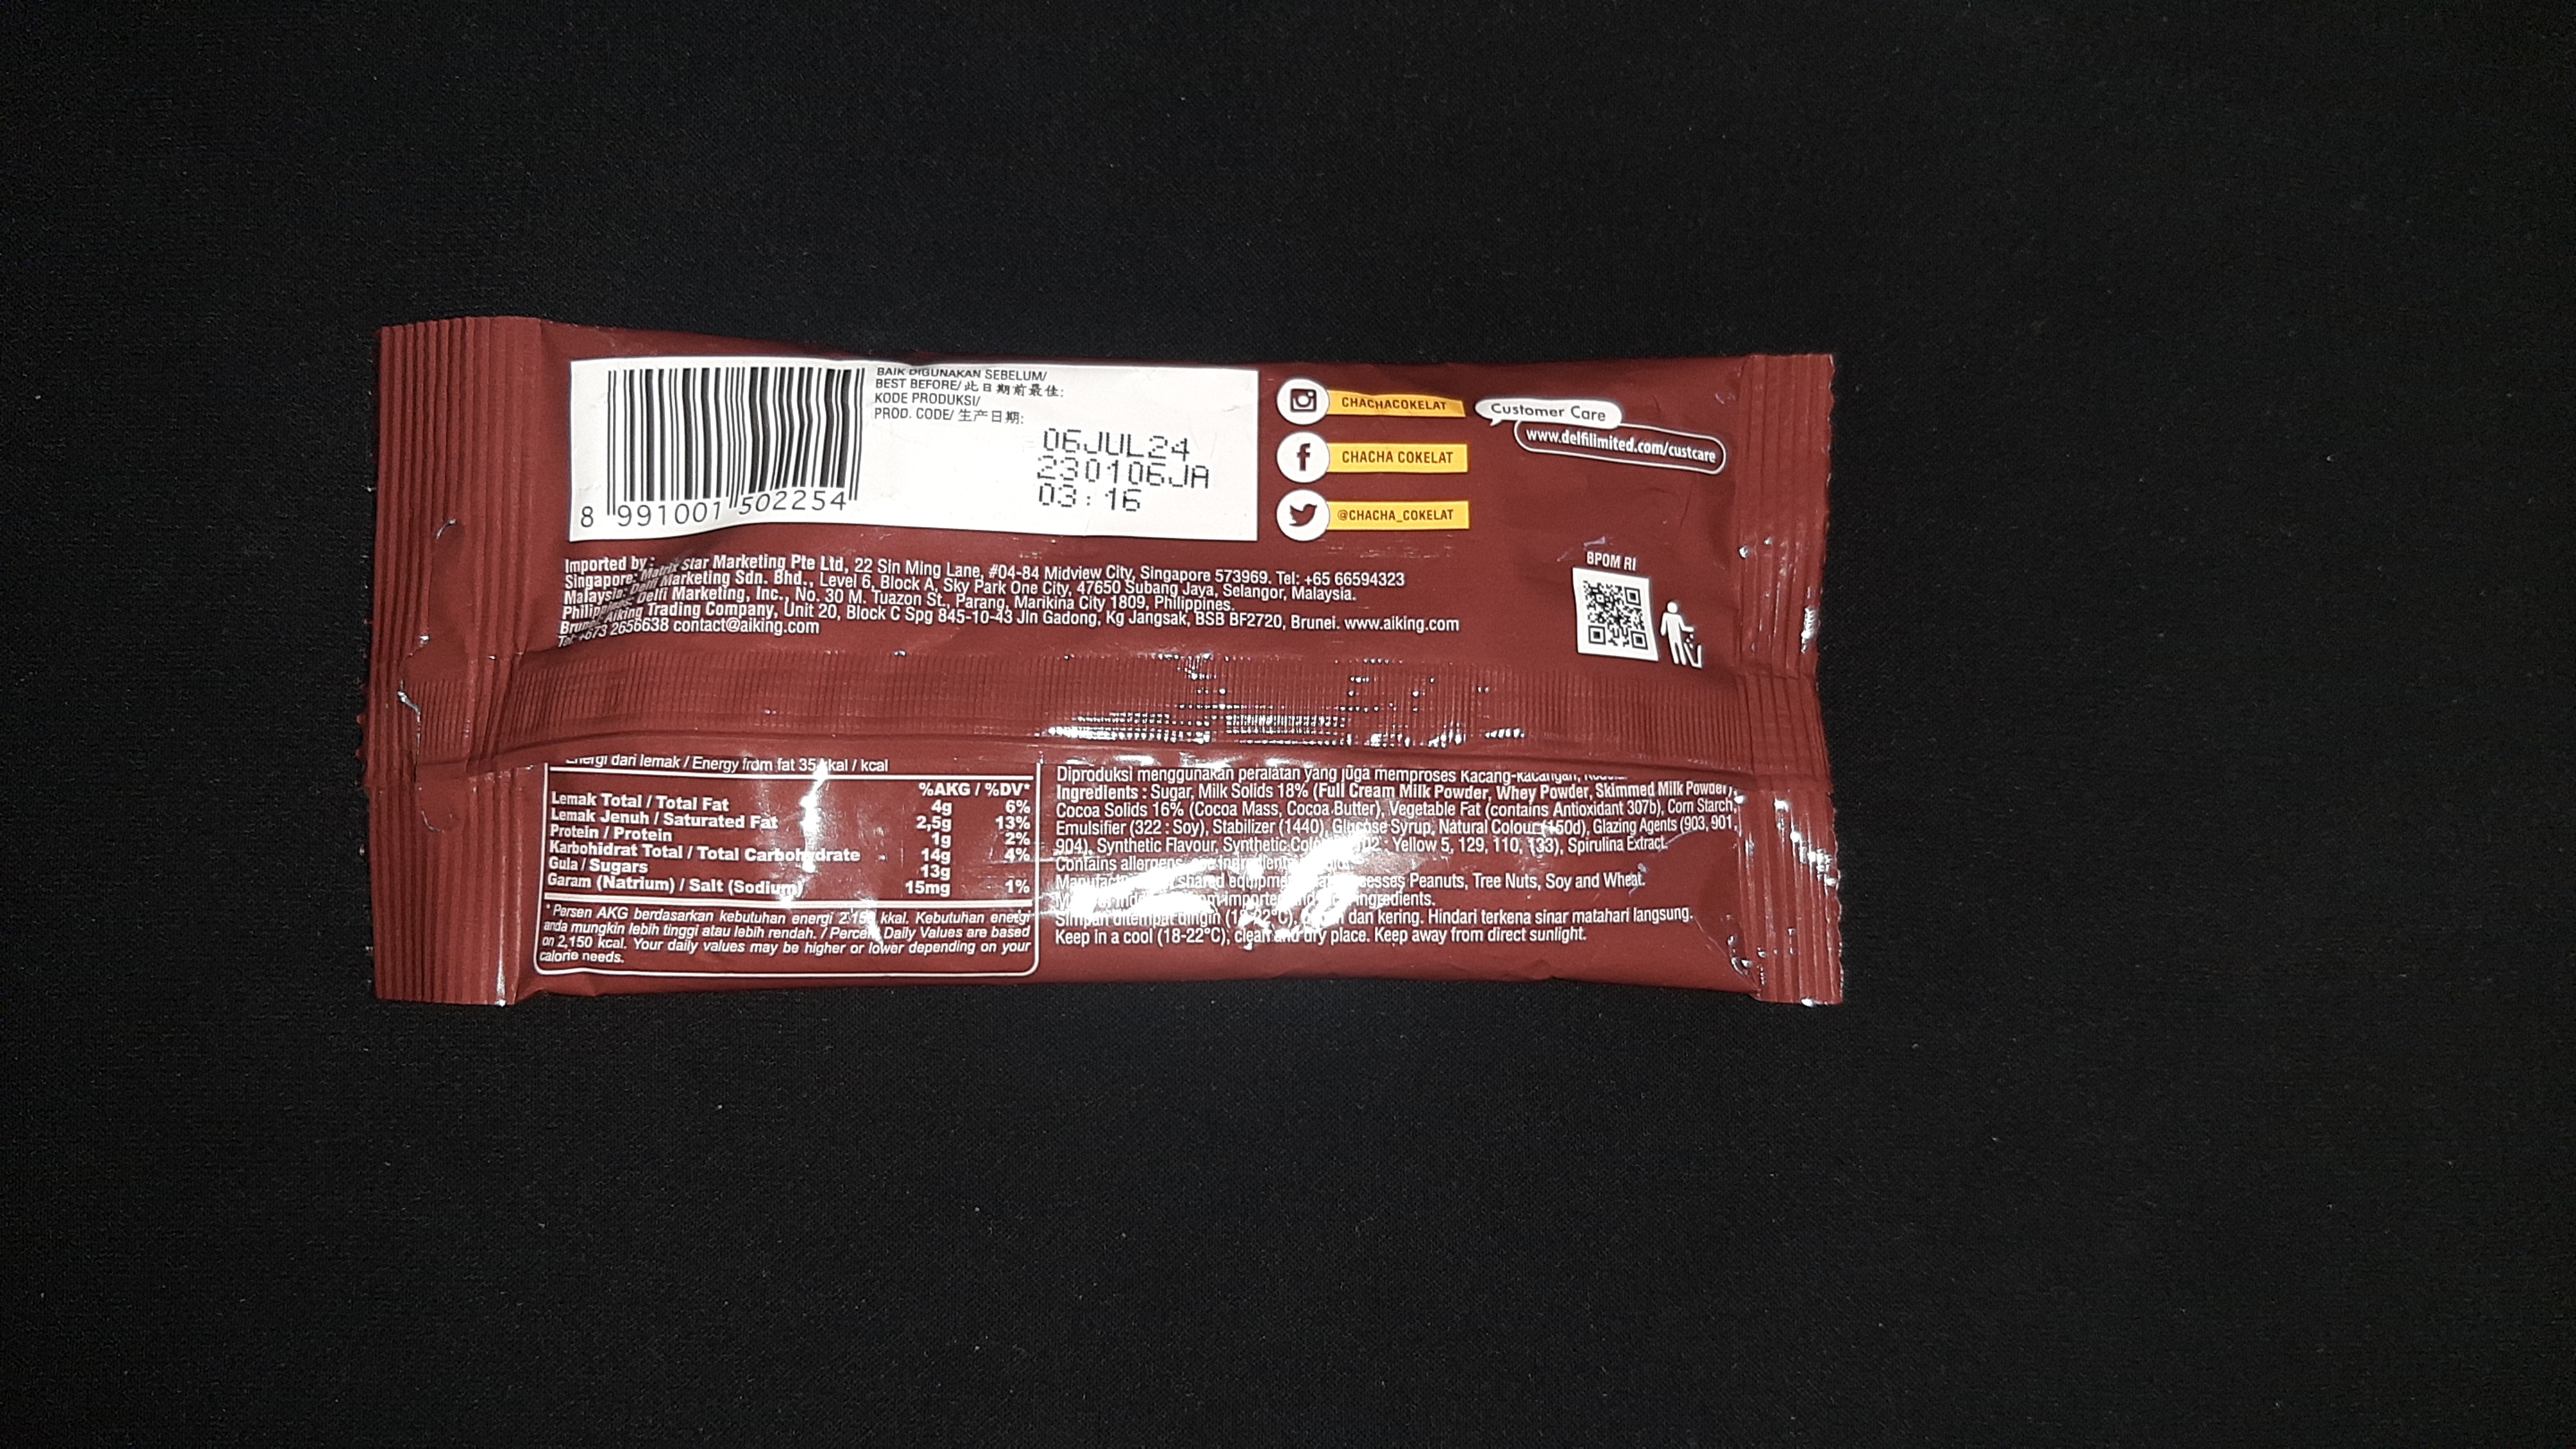 BAIK DIGUNAKAN SEBELUM/
BEST BEFORE/ 此日期前最佳:
KODE PRODUKSI/
PROD. CODE/ 生产日期:
06JUL24
230106JA
03:16
8 991001 502254
CHACHACOKELAT
CHACHA COKELAT
@CHACHA_COKELAT
Customer Care
www.delfilimited.com/custcare
BPOM RI
Imported by:
Singapore: Matrix Star Marketing Pte Ltd, 22 Sin Ming Lane, #04-84 Midview City, Singapore 573969. Tel: +65 66594323
Malaysia: Delfi Marketing Sdn. Bhd., Level 6, Block A, Sky Park One City, 47650 Subang Jaya, Selangor, Malaysia.
Philippines: Delfi Marketing, Inc., No. 30 M. Tuazon St., Parang, Marikina City 1809, Philippines.
Brunei: Aiking Trading Company, Unit 20, Block C Spg 845-10-43 Jln Gadong, Kg Jangsak, BSB BF2720, Brunei. www.aiking.com
Tel: +673 2656638 contact@aiking.com
Energi dari lemak / Energy from fat 35 kkal / kcal
%AKG / %DV*
Lemak Total / Total Fat 4g 6%
Lemak Jenuh / Saturated Fat 2,5g 13%
Protein / Protein 1g 2%
Karbohidrat Total / Total Carbohydrate 14g 4%
Gula / Sugars 13g
Garam (Natrium) / Salt (Sodium) 15mg 1%
*Persen AKG berdasarkan kebutuhan energi 2.150 kkal. Kebutuhan energi
anda mungkin lebih tinggi atau lebih rendah. / Percent Daily Values are based
on 2,150 kcal. Your daily values may be higher or lower depending on your
calorie needs.
Diproduksi menggunakan peralatan yang juga memproses Kacang-kacangan,
Ingredients : Sugar, Milk Solids 18% (Full Cream Milk Powder, Whey Powder, Skimmed Milk Powder),
Cocoa Solids 16% (Cocoa Mass, Cocoa Butter), Vegetable Fat (contains Antioxidant 307b), Corn Starch,
Emulsifier (322 : Soy), Stabilizer (1440), Glucose Syrup, Natural Colour (150d), Glazing Agents (903, 901,
904), Synthetic Flavour, Synthetic Yellow 5, 129, 110, 133), Spirulina Extract.
Contains allergens,
shared Peanuts, Tree Nuts, Soy and Wheat.
ingredients.
Simpan ditempat dingin (18-22°C), dan kering. Hindari terkena sinar matahari langsung.
Keep in a cool (18-22°C), clean and dry place. Keep away from direct sunlight.